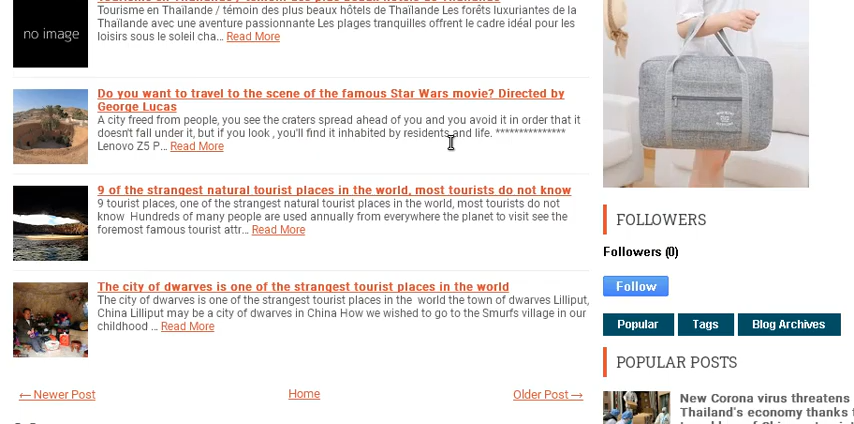 no image
Tourisme en Thaïlande / témoin des plus beaux hôtels de Thaïlande Les forêts luxuriantes de la
Thaïlande avec une aventure passionnante Les plages tranquilles offrent le cadre idéal pour les
loisirs sous le soleil cha... Read More
Do you want to travel to the scene of the famous Star Wars movie? Directed by
George Lucas
A city freed from people, you see the craters spread ahead of you and you avoid it in order that it
doesn't fall under it, but if you look , you'll find it inhabited by residents and life. ***************
Lenovo Z5 P... Read More
9 of the strangest natural tourist places in the world, most tourists do not know
9 tourist places, one of the strangest natural tourist places in the world, most tourists do not
know Hundreds of many people are used annually from everywhere the planet to visit see the
foremost famous tourist attr... Read More
The city of dwarves is one of the strangest tourist places in the world
The city of dwarves is one of the strangest tourist places in the world the town of dwarves Lilliput,
China Lilliput may be a city of dwarves in China How we wished to go to the Smurfs village in our
childhood ... Read More
← Newer Post
Home
Older Post →
FOLLOWERS
Followers (0)
Follow
Popular
Tags
Blog Archives
POPULAR POSTS
New Corona virus threatens
Thailand's economy thanks